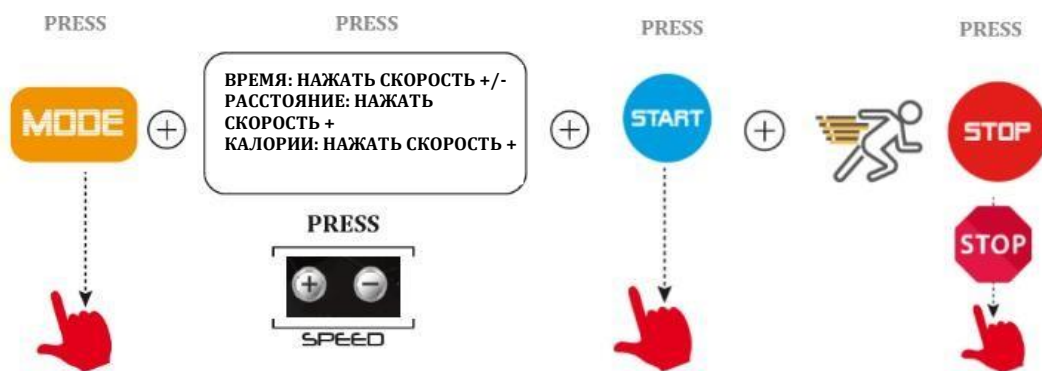 PRESS
PRESS
PRESS
PRESS
MODE
ВРЕМЯ: НАЖАТЬ СКОРОСТЬ +/-
РАССТОЯНИЕ: НАЖАТЬ
СКОРОСТЬ +
КАЛОРИИ: НАЖАТЬ СКОРОСТЬ +
START
STOP
STOP
PRESS
SPEED